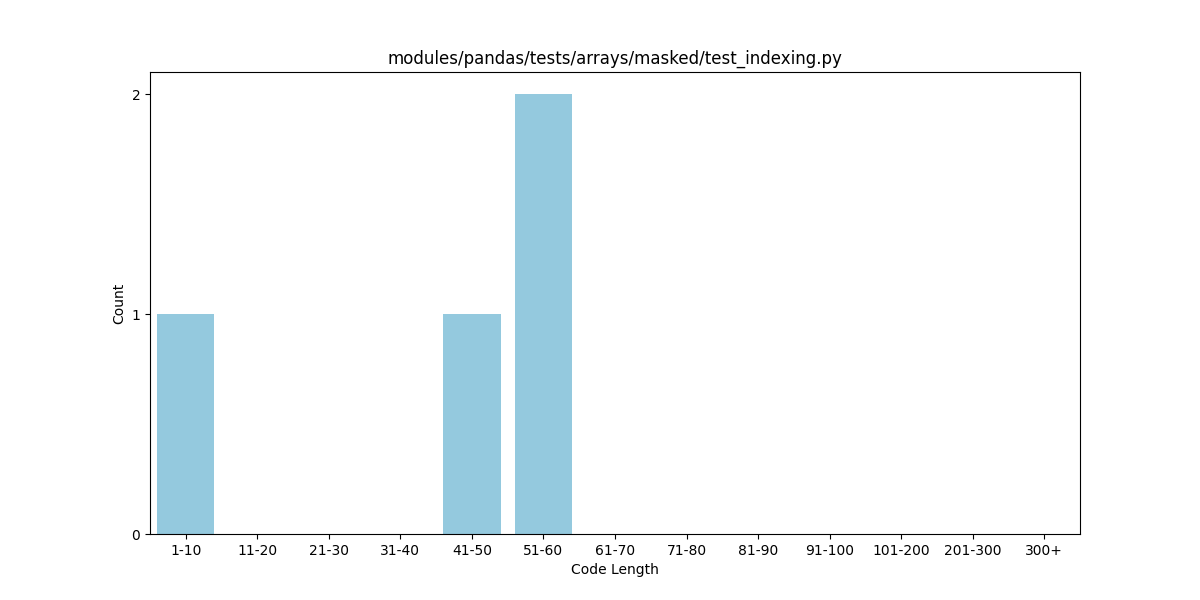 modules/pandas/tests/arrays/masked/test_indexing.py
2
1
0
Count
1-10 11-20 21-30 31-40 41-50 51-60 61-70 71-80 81-90 91-100 101-200 201-300 300+
Code Length